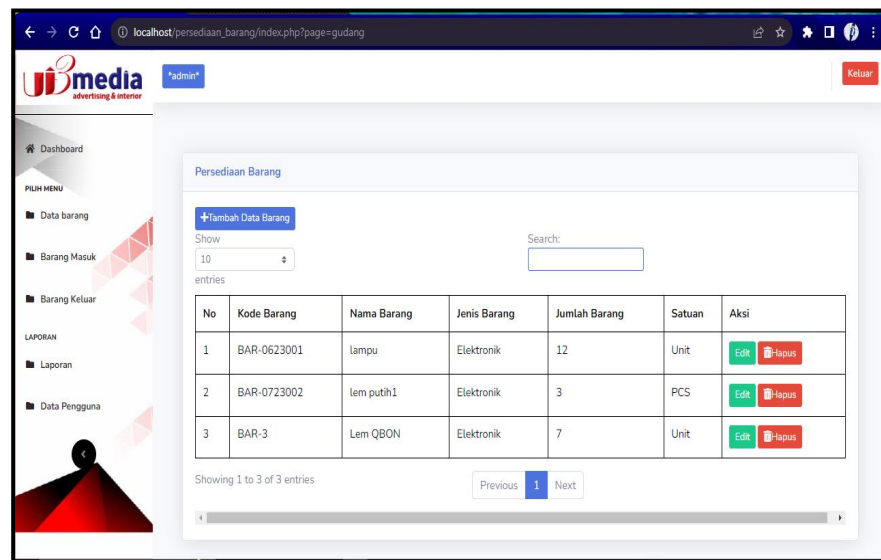 localhost/persediaan_barang/index.php?page=gudang
media
advertising & interior
*admin*
Keluar
Dashboard
PILIH MENU
Data barang
Barang Masuk
Barang Keluar
LAPORAN
Laporan
Data Pengguna
Persediaan Barang
Tambah Data Barang
Show
10
entries
Search:
No Kode Barang Nama Barang Jenis Barang Jumlah Barang Satuan Aksi
1 BAR-0623001 lampu Elektronik 12 Unit Edit Hapus
2 BAR-0723002 lem putih1 Elektronik 3 PCS Edit Hapus
3 BAR-3 Lem QBON Elektronik 7 Unit Edit Hapus
Showing 1 to 3 of 3 entries
Previous 1 Next